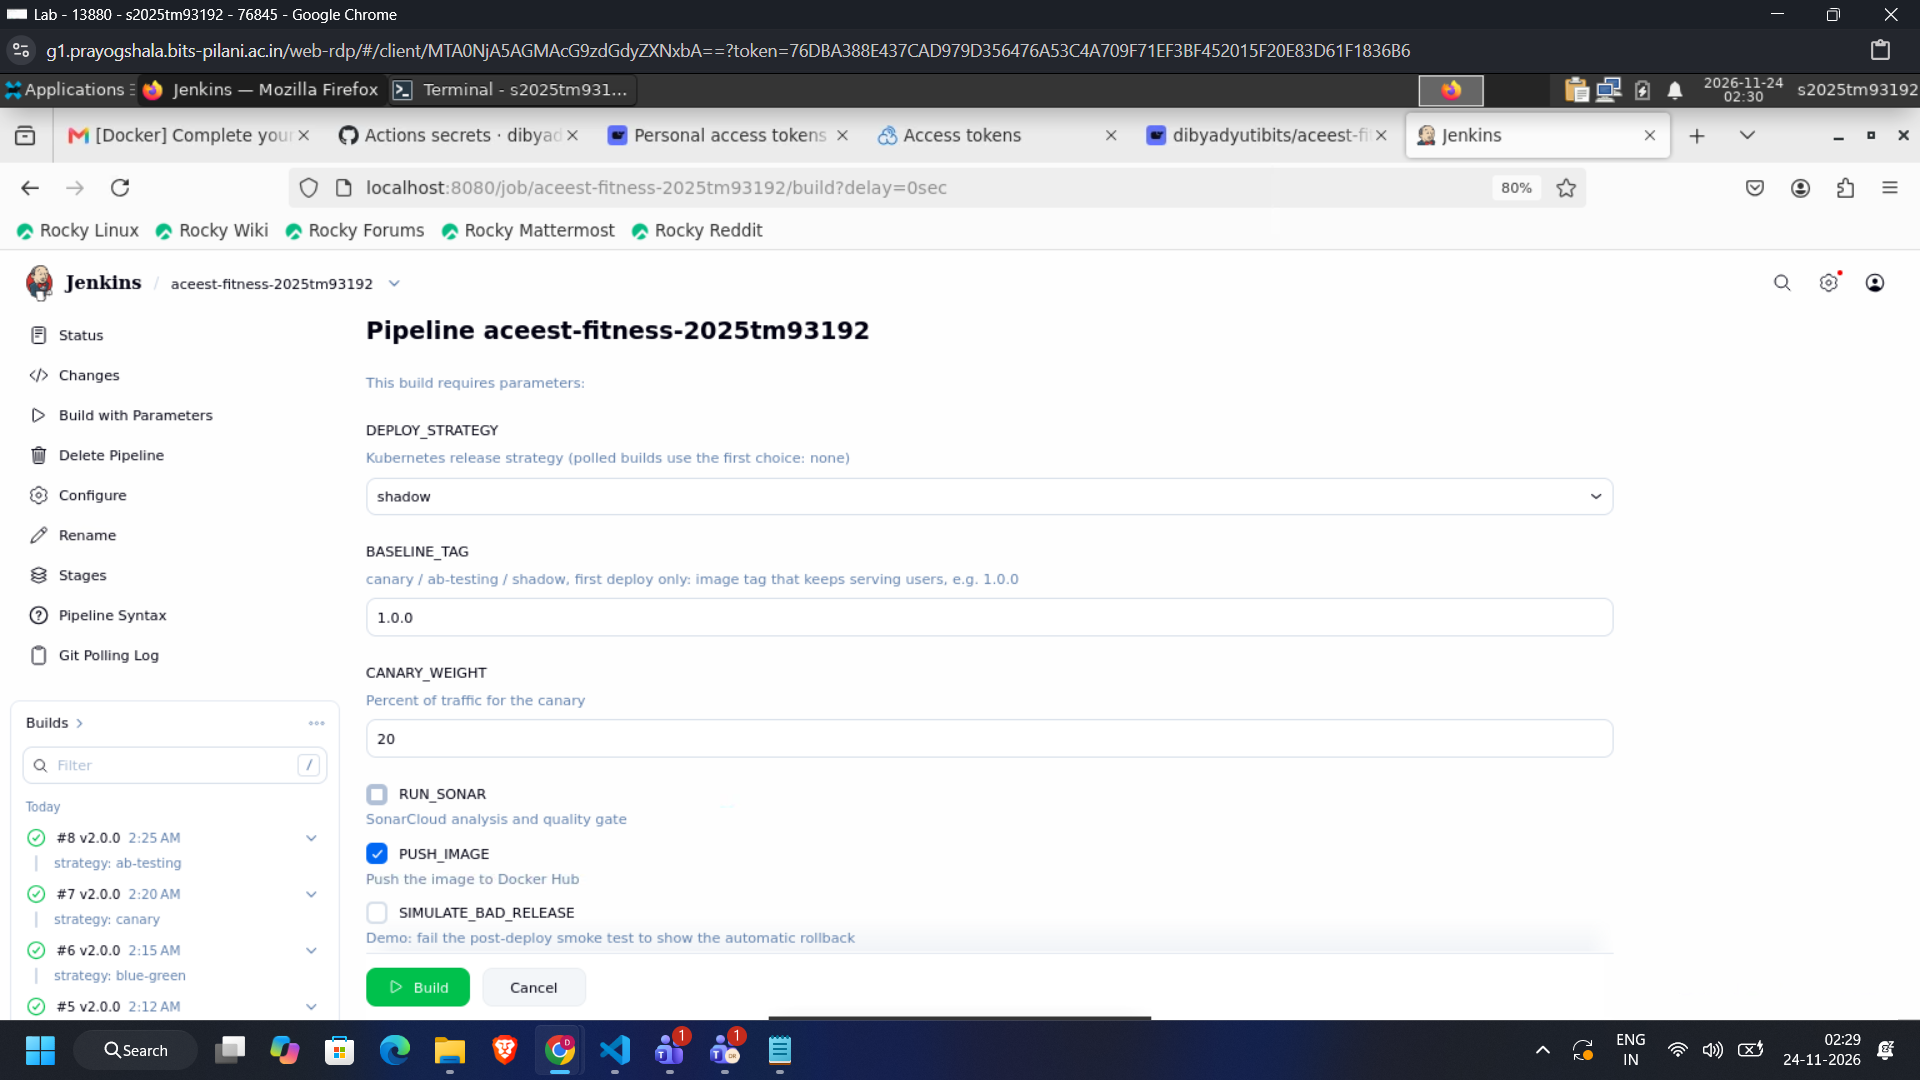 Lab - 13880 - s2025tm93192 - 76845 - Google Chrome
g1.prayogshala.bits-pilani.ac.in/web-rdp/#/client/MTA0NjA5AGMAcG9zdGdyZXNxbA==?token=76DBA388E437CAD979D356476A53C4A709F71EF3BF452015F20E83D61F1836B6
Applications Jenkins — Mozilla Firefox Terminal - s2025tm931... 2026-11-24 s2025tm93192
02:30
[Docker] Complete your Actions secrets · dibyad Personal access tokens Access tokens dibyadyutibits/aceest-fi Jenkins
localhost:8080/job/aceest-fitness-2025tm93192/build?delay=0sec 80%
Rocky Linux Rocky Wiki Rocky Forums Rocky Mattermost Rocky Reddit
Jenkins / aceest-fitness-2025tm93192
Status
Changes
Build with Parameters
Delete Pipeline
Configure
Rename
Stages
Pipeline Syntax
Git Polling Log
Builds
Filter /
Today
#8 v2.0.0 2:25 AM
strategy: ab-testing
#7 v2.0.0 2:20 AM
strategy: canary
#6 v2.0.0 2:15 AM
strategy: blue-green
#5 v2.0.0 2:12 AM
Pipeline aceest-fitness-2025tm93192
This build requires parameters:
DEPLOY_STRATEGY
Kubernetes release strategy (polled builds use the first choice: none)
shadow
BASELINE_TAG
canary / ab-testing / shadow, first deploy only: image tag that keeps serving users, e.g. 1.0.0
1.0.0
CANARY_WEIGHT
Percent of traffic for the canary
20
RUN_SONAR
SonarCloud analysis and quality gate
PUSH_IMAGE
Push the image to Docker Hub
SIMULATE_BAD_RELEASE
Demo: fail the post-deploy smoke test to show the automatic rollback
Build Cancel
Search 1 1 ENG 02:29
IN 24-11-2026